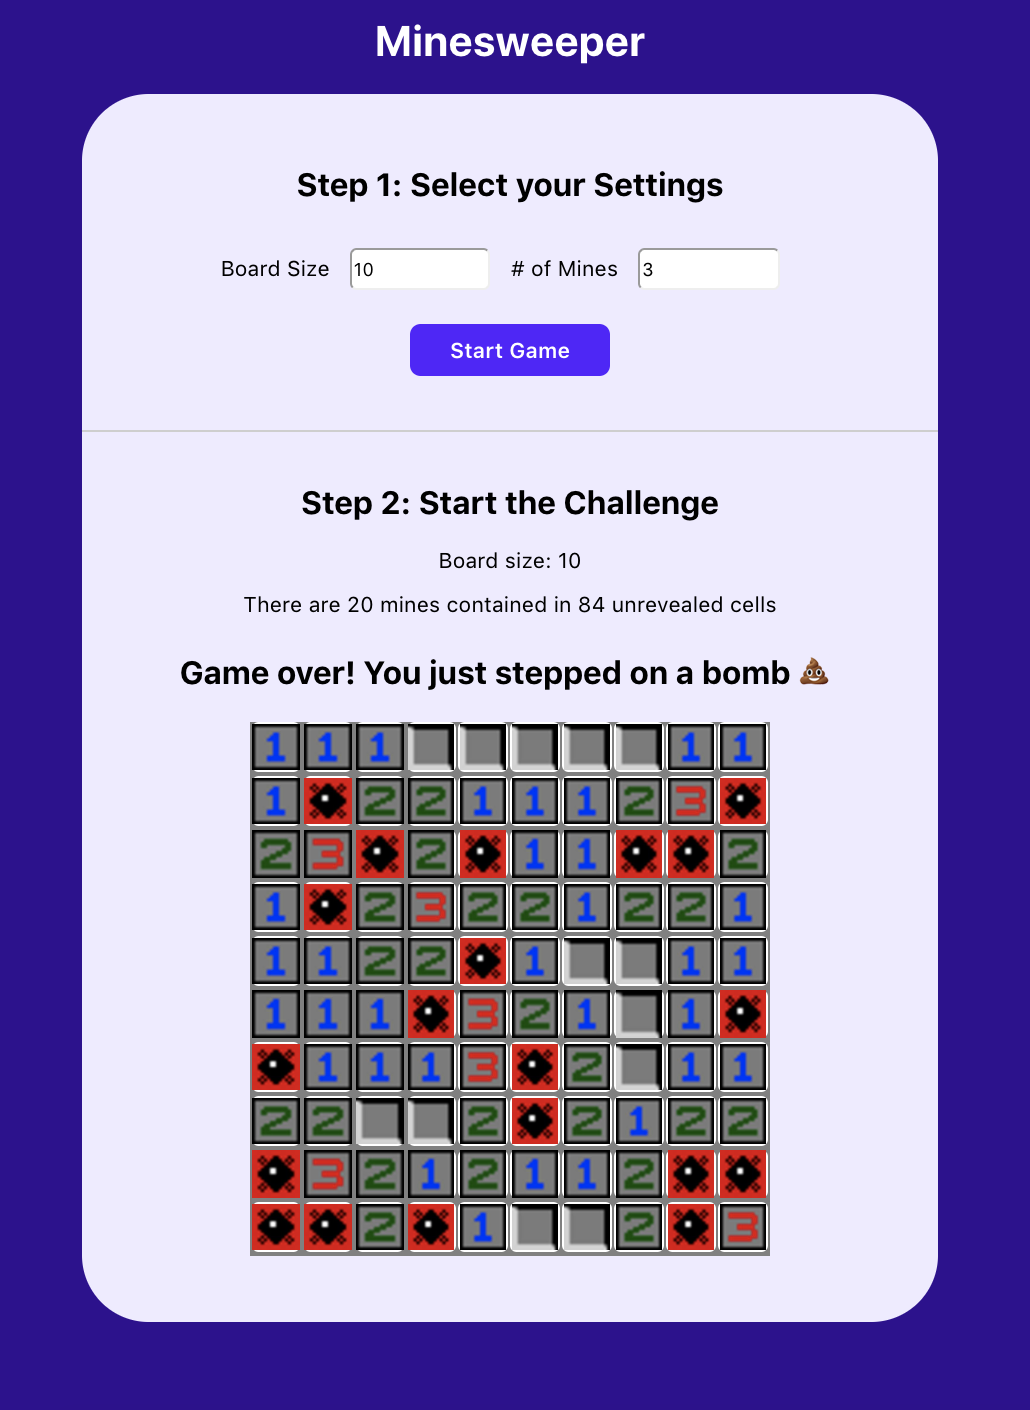 Minesweeper
Step 1: Select your Settings
Board Size 10 # of Mines 3
Start Game
Step 2: Start the Challenge
Board size: 10
There are 20 mines contained in 84 unrevealed cells
Game over! You just stepped on a bomb 💩
1 1 1 1 1
1 2 2 1 1 1 2 3
2 3 2 1 1 2
1 2 3 2 2 1 2 2 1
1 1 2 2 1 1 1
1 1 1 3 2 1 1
1 1 1 3 2 1 1
2 2 2 2 1 2 2
3 2 1 2 1 1 2
2 1 2 3